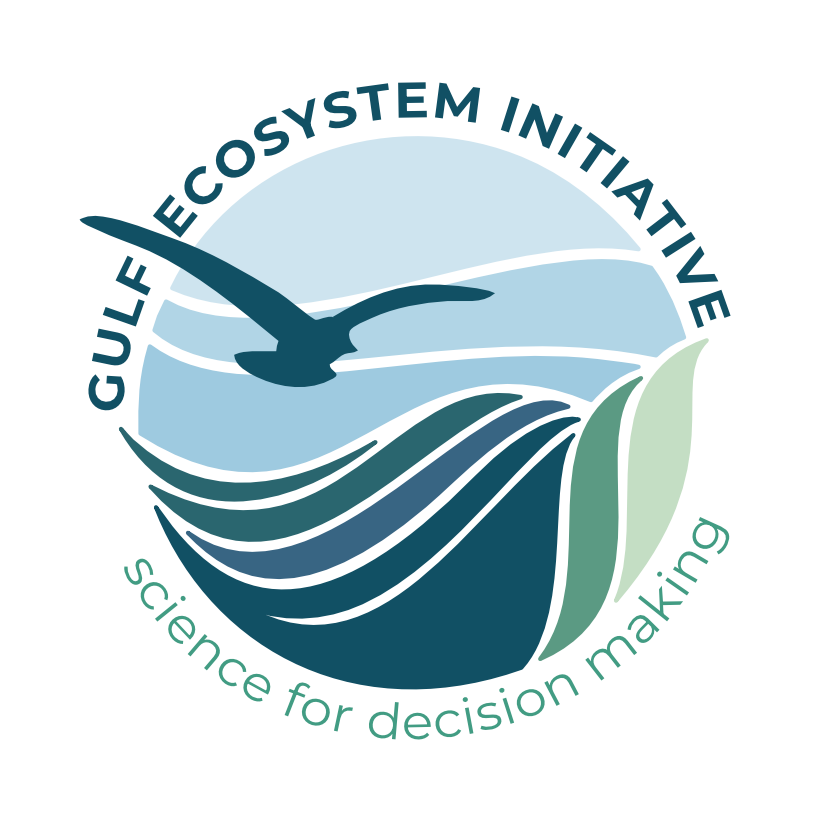 GULF ECOSYSTEM INITIATIVE
science for decision making